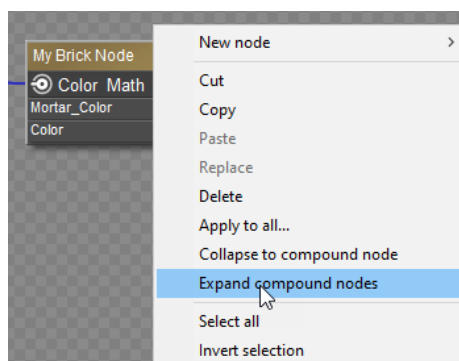 My Brick Node
Color Math
Mortar_Color
Color
New node
Cut
Copy
Paste
Replace
Delete
Apply to all...
Collapse to compound node
Expand compound nodes
Select all
Invert selection